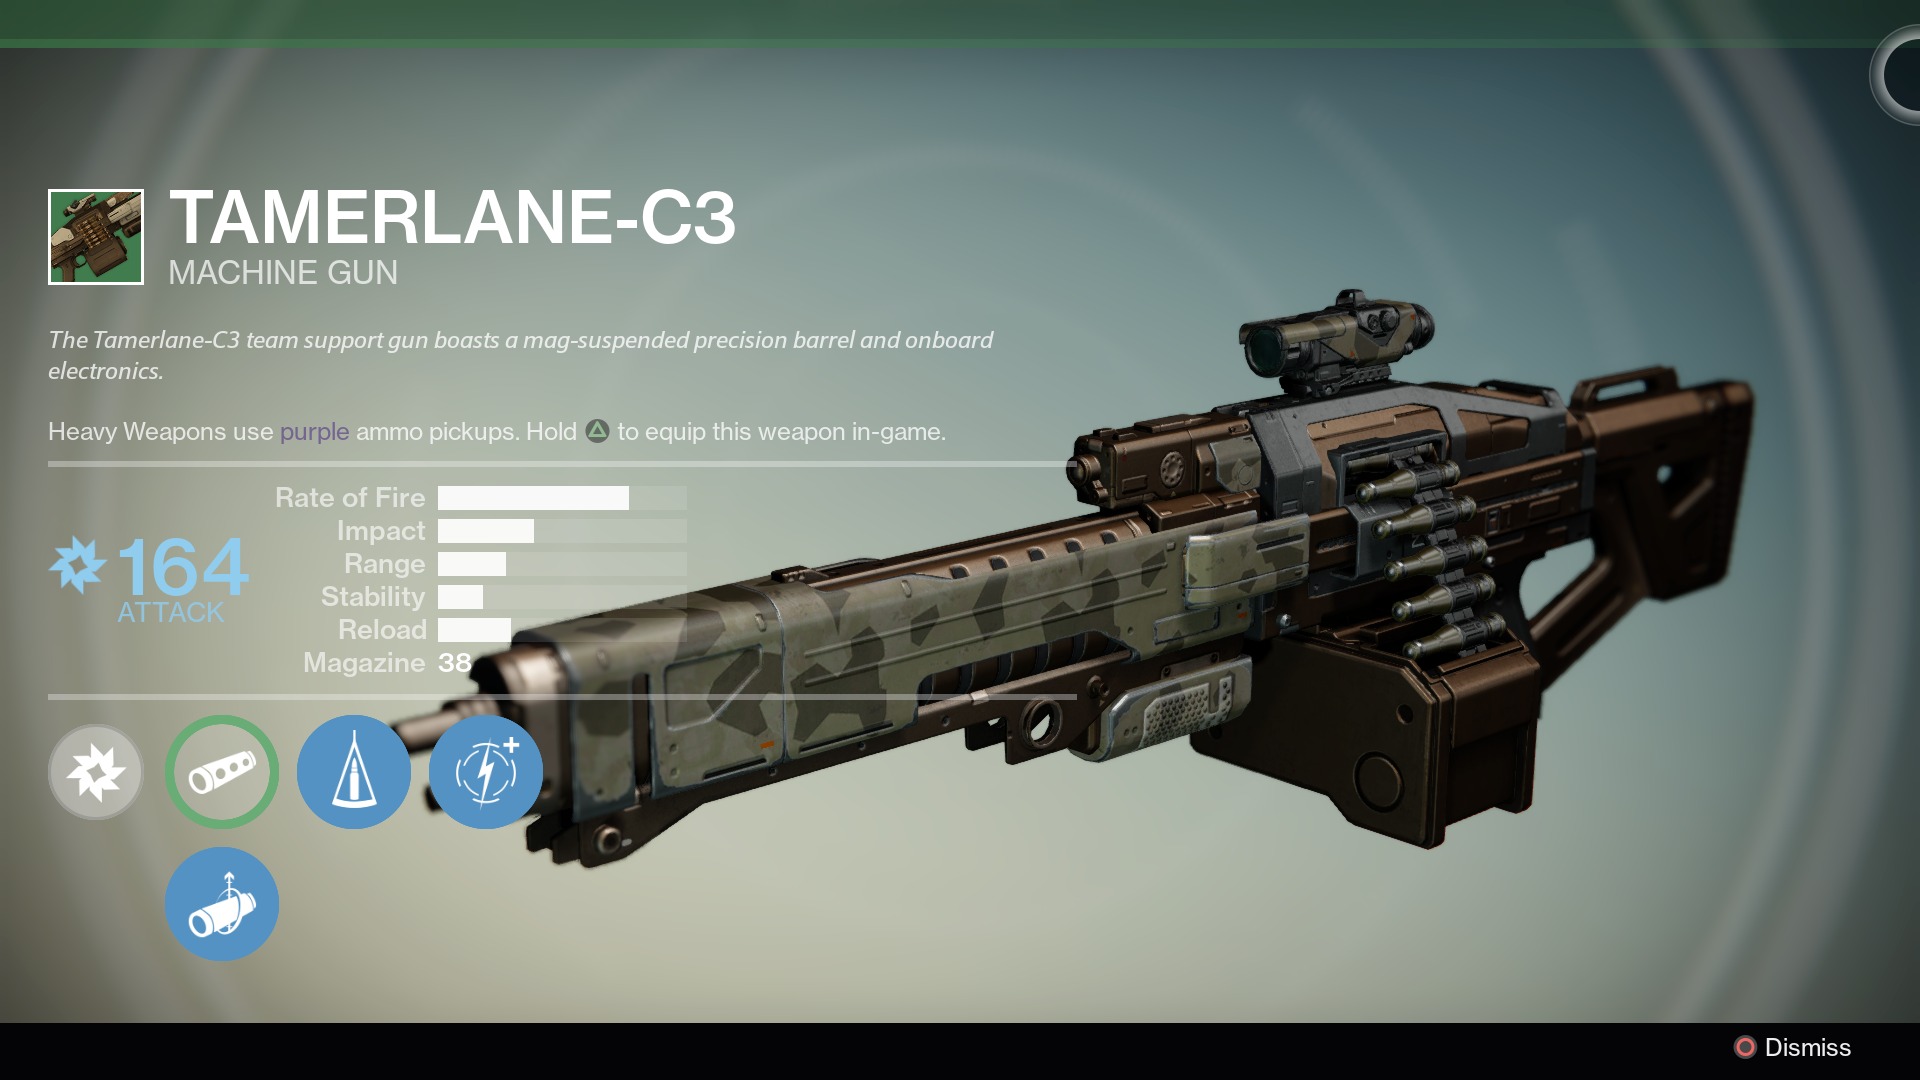 TAMERLANE-C3
MACHINE GUN
The Tamerlane-C3 team support gun boasts a mag-suspended precision barrel and onboard
electronics.
Heavy Weapons use purple ammo pickups. Hold to equip this weapon in-game.
Rate of Fire
Impact
Range
Stability
Reload
Magazine 38
164
ATTACK
Dismiss